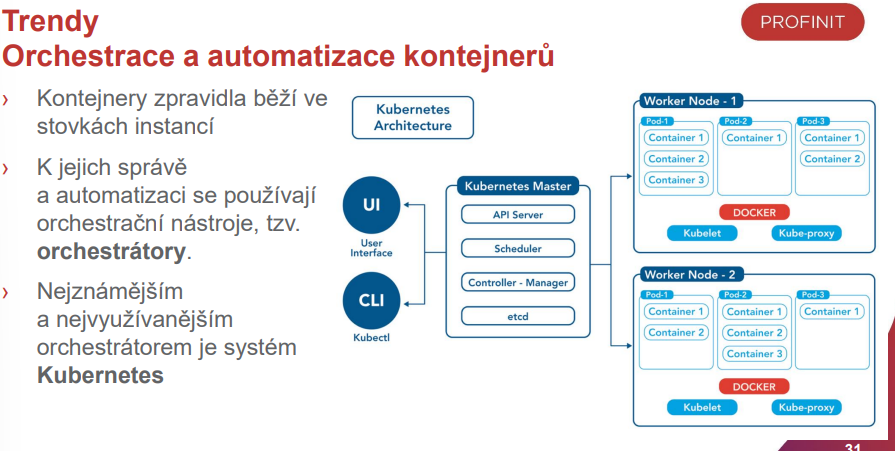 Trendy
Orchestrace a automatizace kontejnerů
PROFINIT
› Kontejnery zpravidla běží ve
stovkách instancí
› K jejich správě
a automatizaci se používají
orchestrační nástroje, tzv.
orchestrátory.
› Nejznámějším
a nejvyužívanějším
orchestrátorem je systém
Kubernetes
Kubernetes
Architecture
UI
User
Interface
CLI
Kubectl
Kubernetes Master
API Server
Scheduler
Controller - Manager
etcd
Worker Node - 1
Pod-1
Container 1
Container 2
Container 3
Pod-2
Container 1
Pod-3
Container 1
Container 2
DOCKER
Kubelet
Kube-proxy
Worker Node - 2
Pod-1
Container 1
Container 2
Pod-2
Container 1
Container 2
Container 3
Pod-3
Container 1
DOCKER
Kubelet
Kube-proxy
31